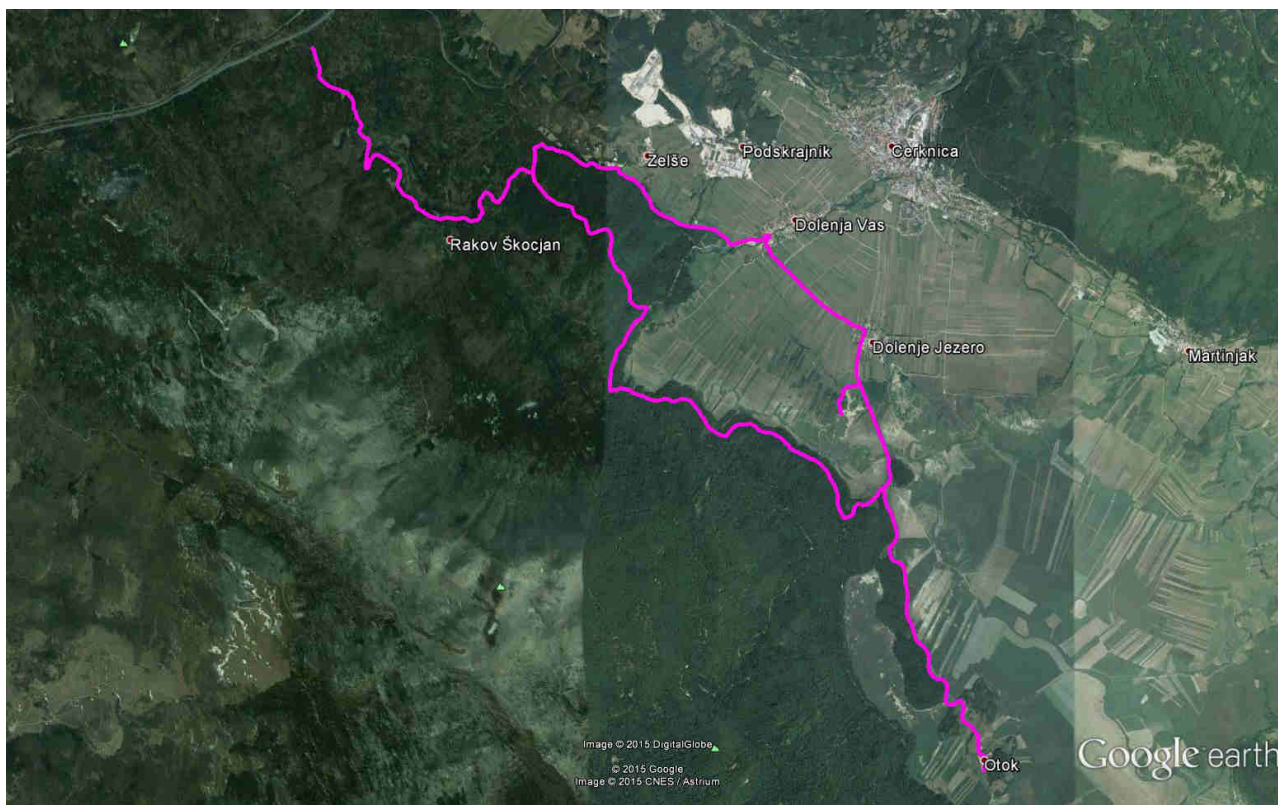 Cerknica
Podskrajnik
Zelše
Dolenja Vas
Rakov Škocjan
Dolenje Jezero
Martinjak
Image © 2015 DigitalGlobe
© 2015 Google
Image © 2015 CNES / Astrium
Otok
Google earth